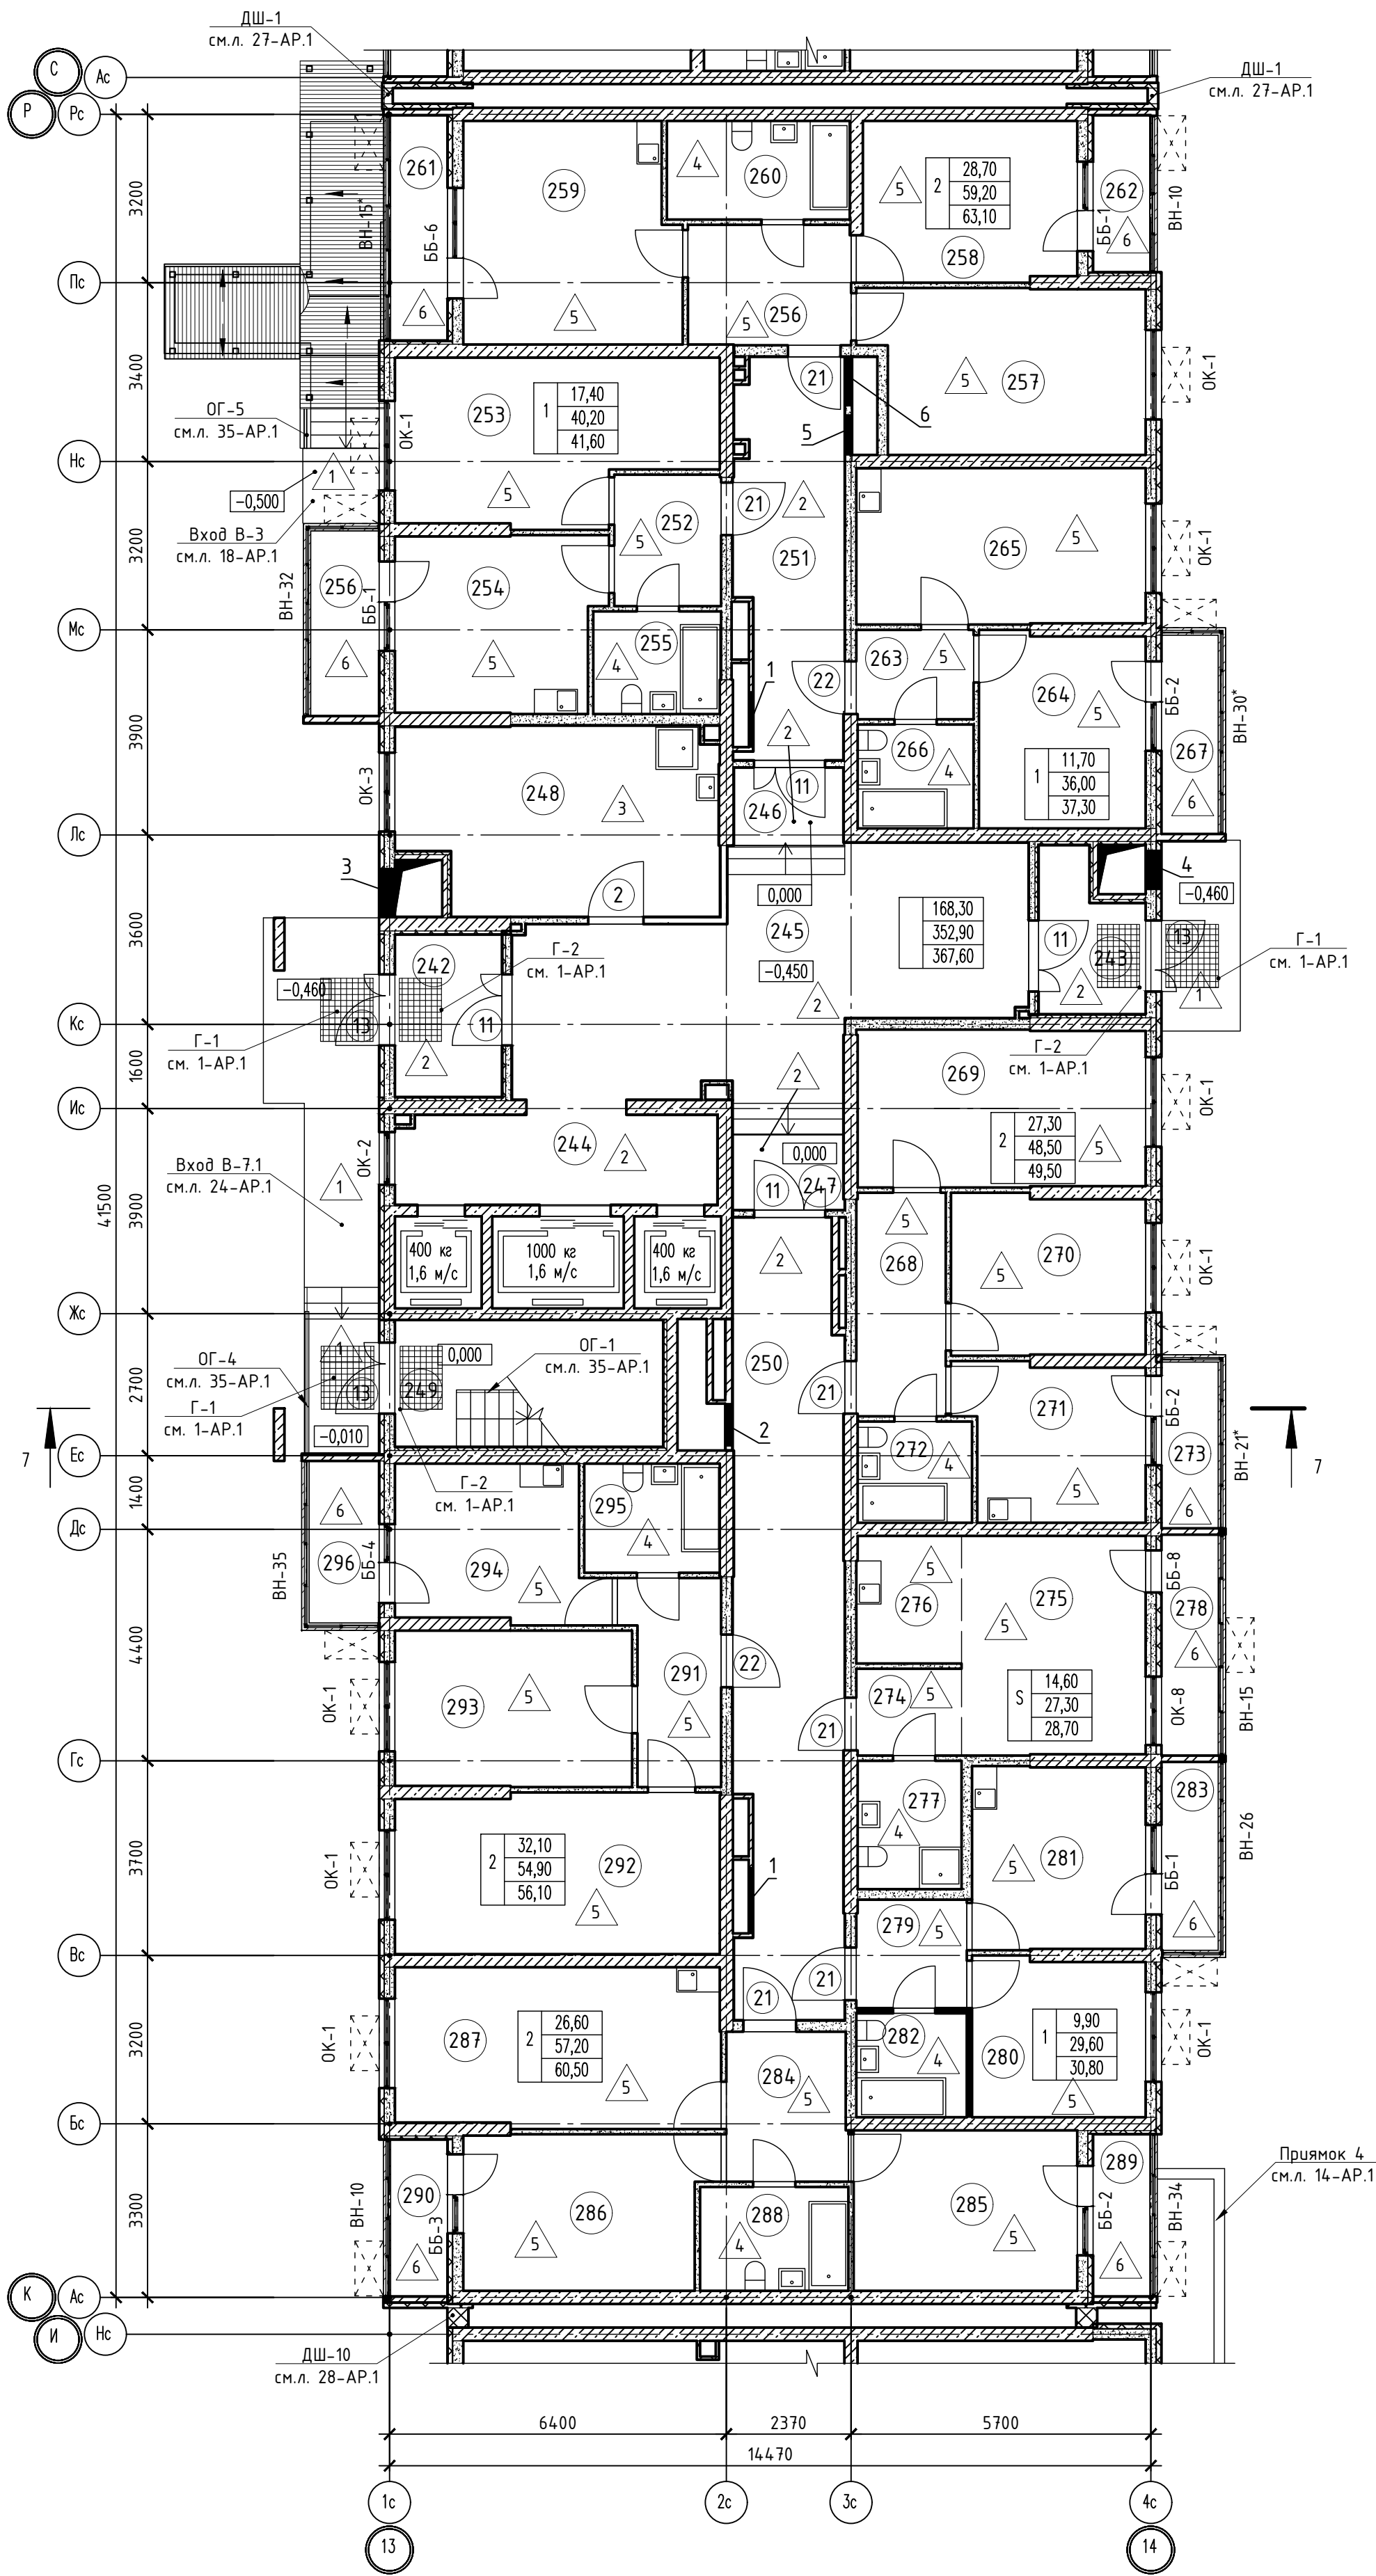 ДШ-1
см.л. 27-АР.1
С
Ас
ДШ-1
см.л. 27-АР.1
Р
Рс
261
259
4
260
5
2
28,70
59,20
63,10
262
3200
ВН-15*
ББ-6
258
ББ-1
6
ВН-10
Пс
6
5
5
256
257
5
ОК-1
3400
ОГ-5
см.л. 35-АР.1
ОК-1
253
1
17,40
40,20
41,60
21
5
6
Нс
1
-0,500
5
252
21
2
5
Вход В-3
см.л. 18-АР.1
251
265
5
ОК-1
3200
ВН-32
256
ББ-1
254
Мс
6
5
4
255
1
22
263
5
264
5
ББ-2
ВН-30*
267
6
3900
ОК-3
248
3
2
246
11
266
4
1
11,70
36,00
37,30
Лс
3
2
0,000
245
-0,450
2
168,30
352,90
367,60
4
-0,460
3600
242
Г-2
см. 1-АР.1
11
243
13
Г-1
см. 1-АР.1
-0,460
13
11
2
1
Кс
Г-1
см. 1-АР.1
2
Г-2
см. 1-АР.1
1600
2
269
ОК-1
Ис
ОК-2
244
2
0,000
2
27,30
48,50
49,50
5
Вход В-7.1
см.л. 24-АР.1
1
11
247
41500
3900
400 кг
1,6 м/с
1000 кг
1,6 м/с
400 кг
1,6 м/с
2
5
268
5
270
ОК-1
Жс
1
0,000
ОГ-1
см.л. 35-АР.1
250
ОГ-4
см.л. 35-АР.1
13
249
21
271
ББ-2
2700
Г-1
см. 1-АР.1
-0,010
2
272
4
5
273
6
ВН-21*
7
7
Ес
Г-2
см. 1-АР.1
1400
6
295
4
Дс
ВН-35
296
ББ-4
294
5
5
276
275
5
ББ-8
278
6
4400
291
22
274
5
ОК-1
293
5
5
21
S
14,60
27,30
28,70
ОК-8
ВН-15
Гс
277
4
283
3700
ОК-1
2
32,10
54,90
56,10
292
5
1
5
281
ББ-1
6
ВН-26
279
5
Вс
21
21
3200
ОК-1
287
2
26,60
57,20
60,50
5
284
5
282
4
280
1
9,90
29,60
30,80
5
ОК-1
Бс
Приямок 4
см.л. 14-АР.1
3300
ВН-10
290
ББ-3
6
286
5
4
288
285
5
289
ББ-2
6
ВН-34
К
Ас
И
Нс
ДШ-10
см.л. 28-АР.1
6400
2370
5700
14470
1с
2с
3с
4с
13
14